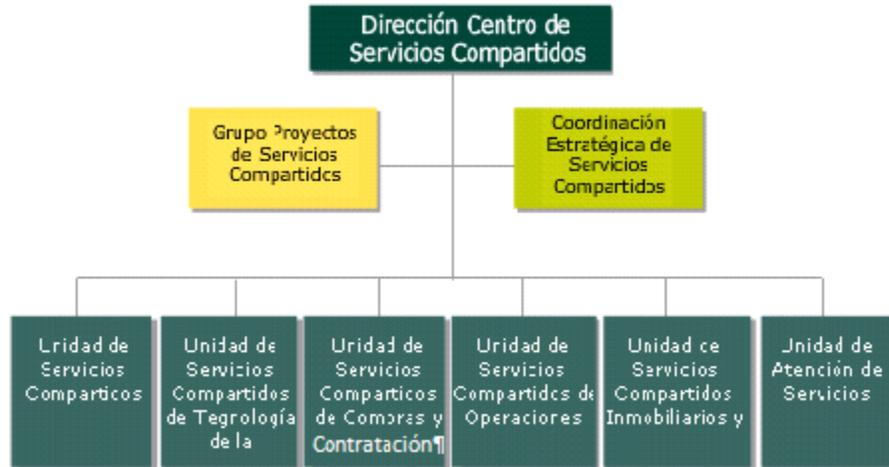 Dirección Centro de
Servicios Compartidos
Grupo Proyectos
de Servicios
Compartidos
Coordinación
Estratégica de
Servicios
Compartidos
Unidad de
Servicios
Compartidos
Unidad de
Servicios
Compartidos
de Tegnología
de la
Unidad de
Servicios
Compartidos
de Compras y
Contratación¶
Unidad de
Servicios
Compartidos de
Operaciones
Unidad de
Servicios
Compartidos
Inmobiliarios y
Unidad de
Atención de
Servicios